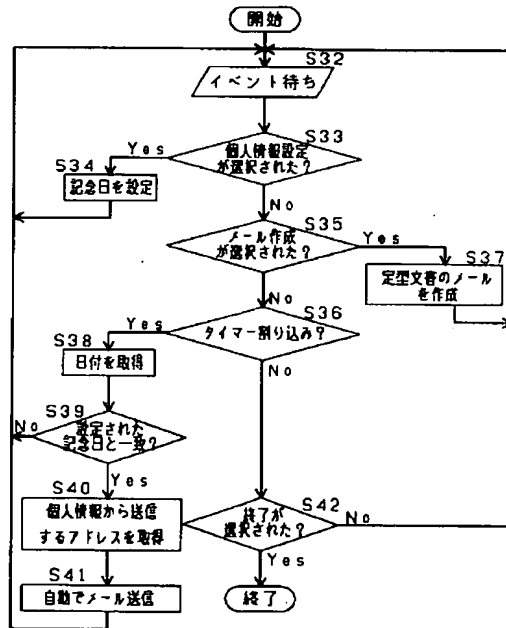 開始
S32
イベント待ち
S33
個人情報設定
が選択された?
Yes
S34
記念日を設定
No
S35
メール作成
が選択された?
Yes
S37
定型文書のメール
を作成
No
S36
タイマー割り込み?
Yes
S38
日付を取得
No
S39
設定された
記念日と一致?
No
Yes
S40
個人情報から送信
するアドレスを取得
S42
終了が
選択された?
No
Yes
S41
自動でメール送信
終了